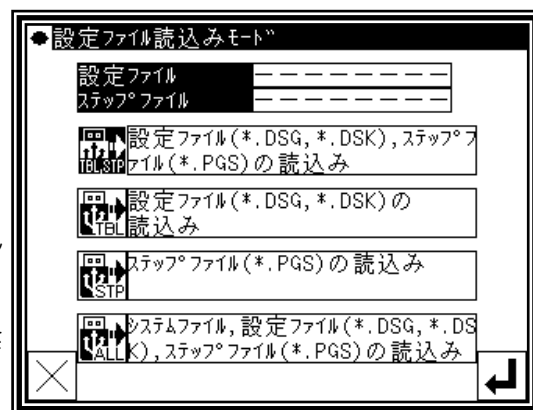 ●設定ﾌｧｲﾙ読込みﾓｰﾄﾞ
設定ﾌｧｲﾙ －－－－－－－－
ｽﾃｯﾌﾟﾌｧｲﾙ －－－－－－－－
TBL STP
設定ﾌｧｲﾙ(*.DSG,*.DSK),ｽﾃｯﾌﾟﾌ
ｧｲﾙ(*.PGS)の読込み
TBL
設定ﾌｧｲﾙ(*.DSG,*.DSK)の
読込み
STP
ｽﾃｯﾌﾟﾌｧｲﾙ(*.PGS)の読込み
ALL
ｼｽﾃﾑﾌｧｲﾙ,設定ﾌｧｲﾙ(*.DSG,*.DS
K),ｽﾃｯﾌﾟﾌｧｲﾙ(*.PGS)の読込み